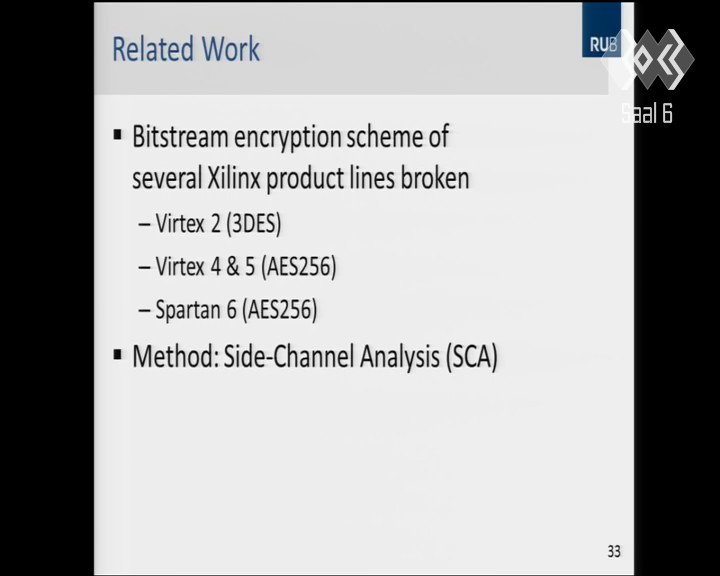 Related Work
RUB
Saal 6
▪ Bitstream encryption scheme of
several Xilinx product lines broken
– Virtex 2 (3DES)
– Virtex 4 & 5 (AES256)
– Spartan 6 (AES256)
▪ Method: Side-Channel Analysis (SCA)
33